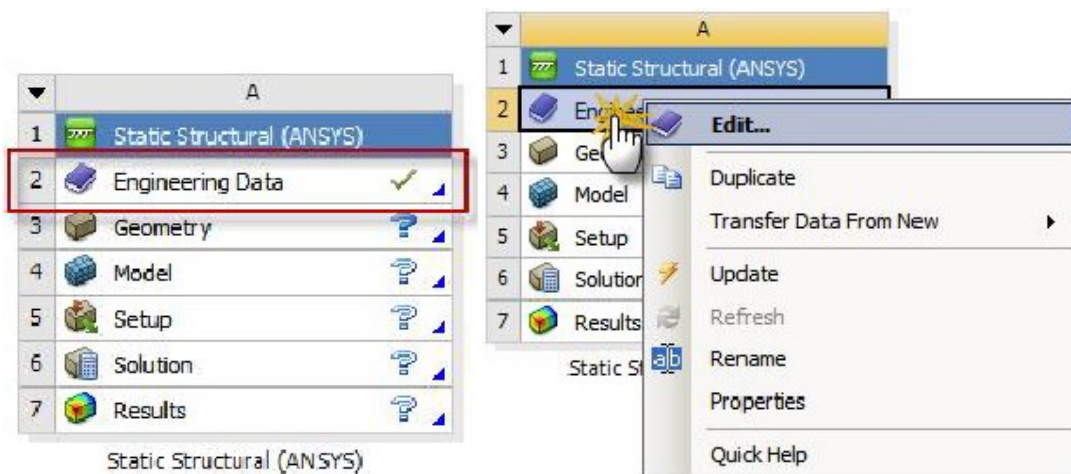 A
1 Static Structural (ANSYS)
2 Engineering Data
3 Geometry
4 Model
5 Setup
6 Solution
7 Results
Static Structural (ANSYS)
A
1 Static Structural (ANSYS)
2
3
4 Model
5 Setup
6 Solution
7 Results
Static
Edit...
Duplicate
Transfer Data From New
Update
Refresh
ab Rename
Properties
Quick Help